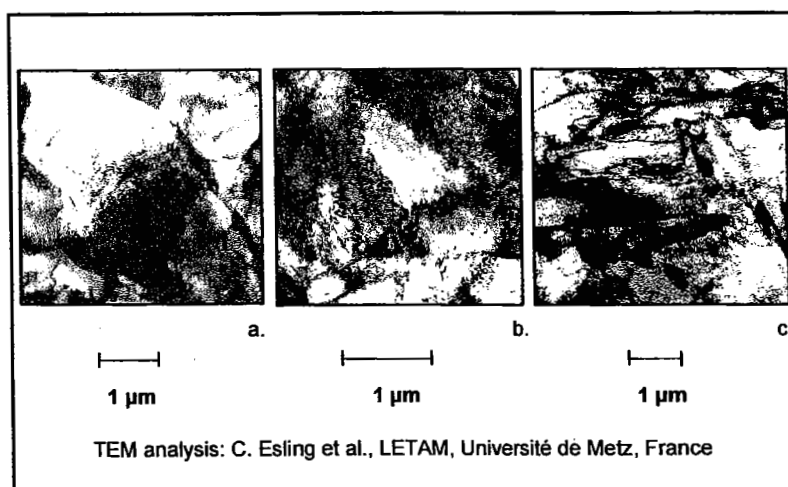 a. b. c
1 µm 1 µm 1 µm
TEM analysis: C. Esling et al., LETAM, Université de Metz, France